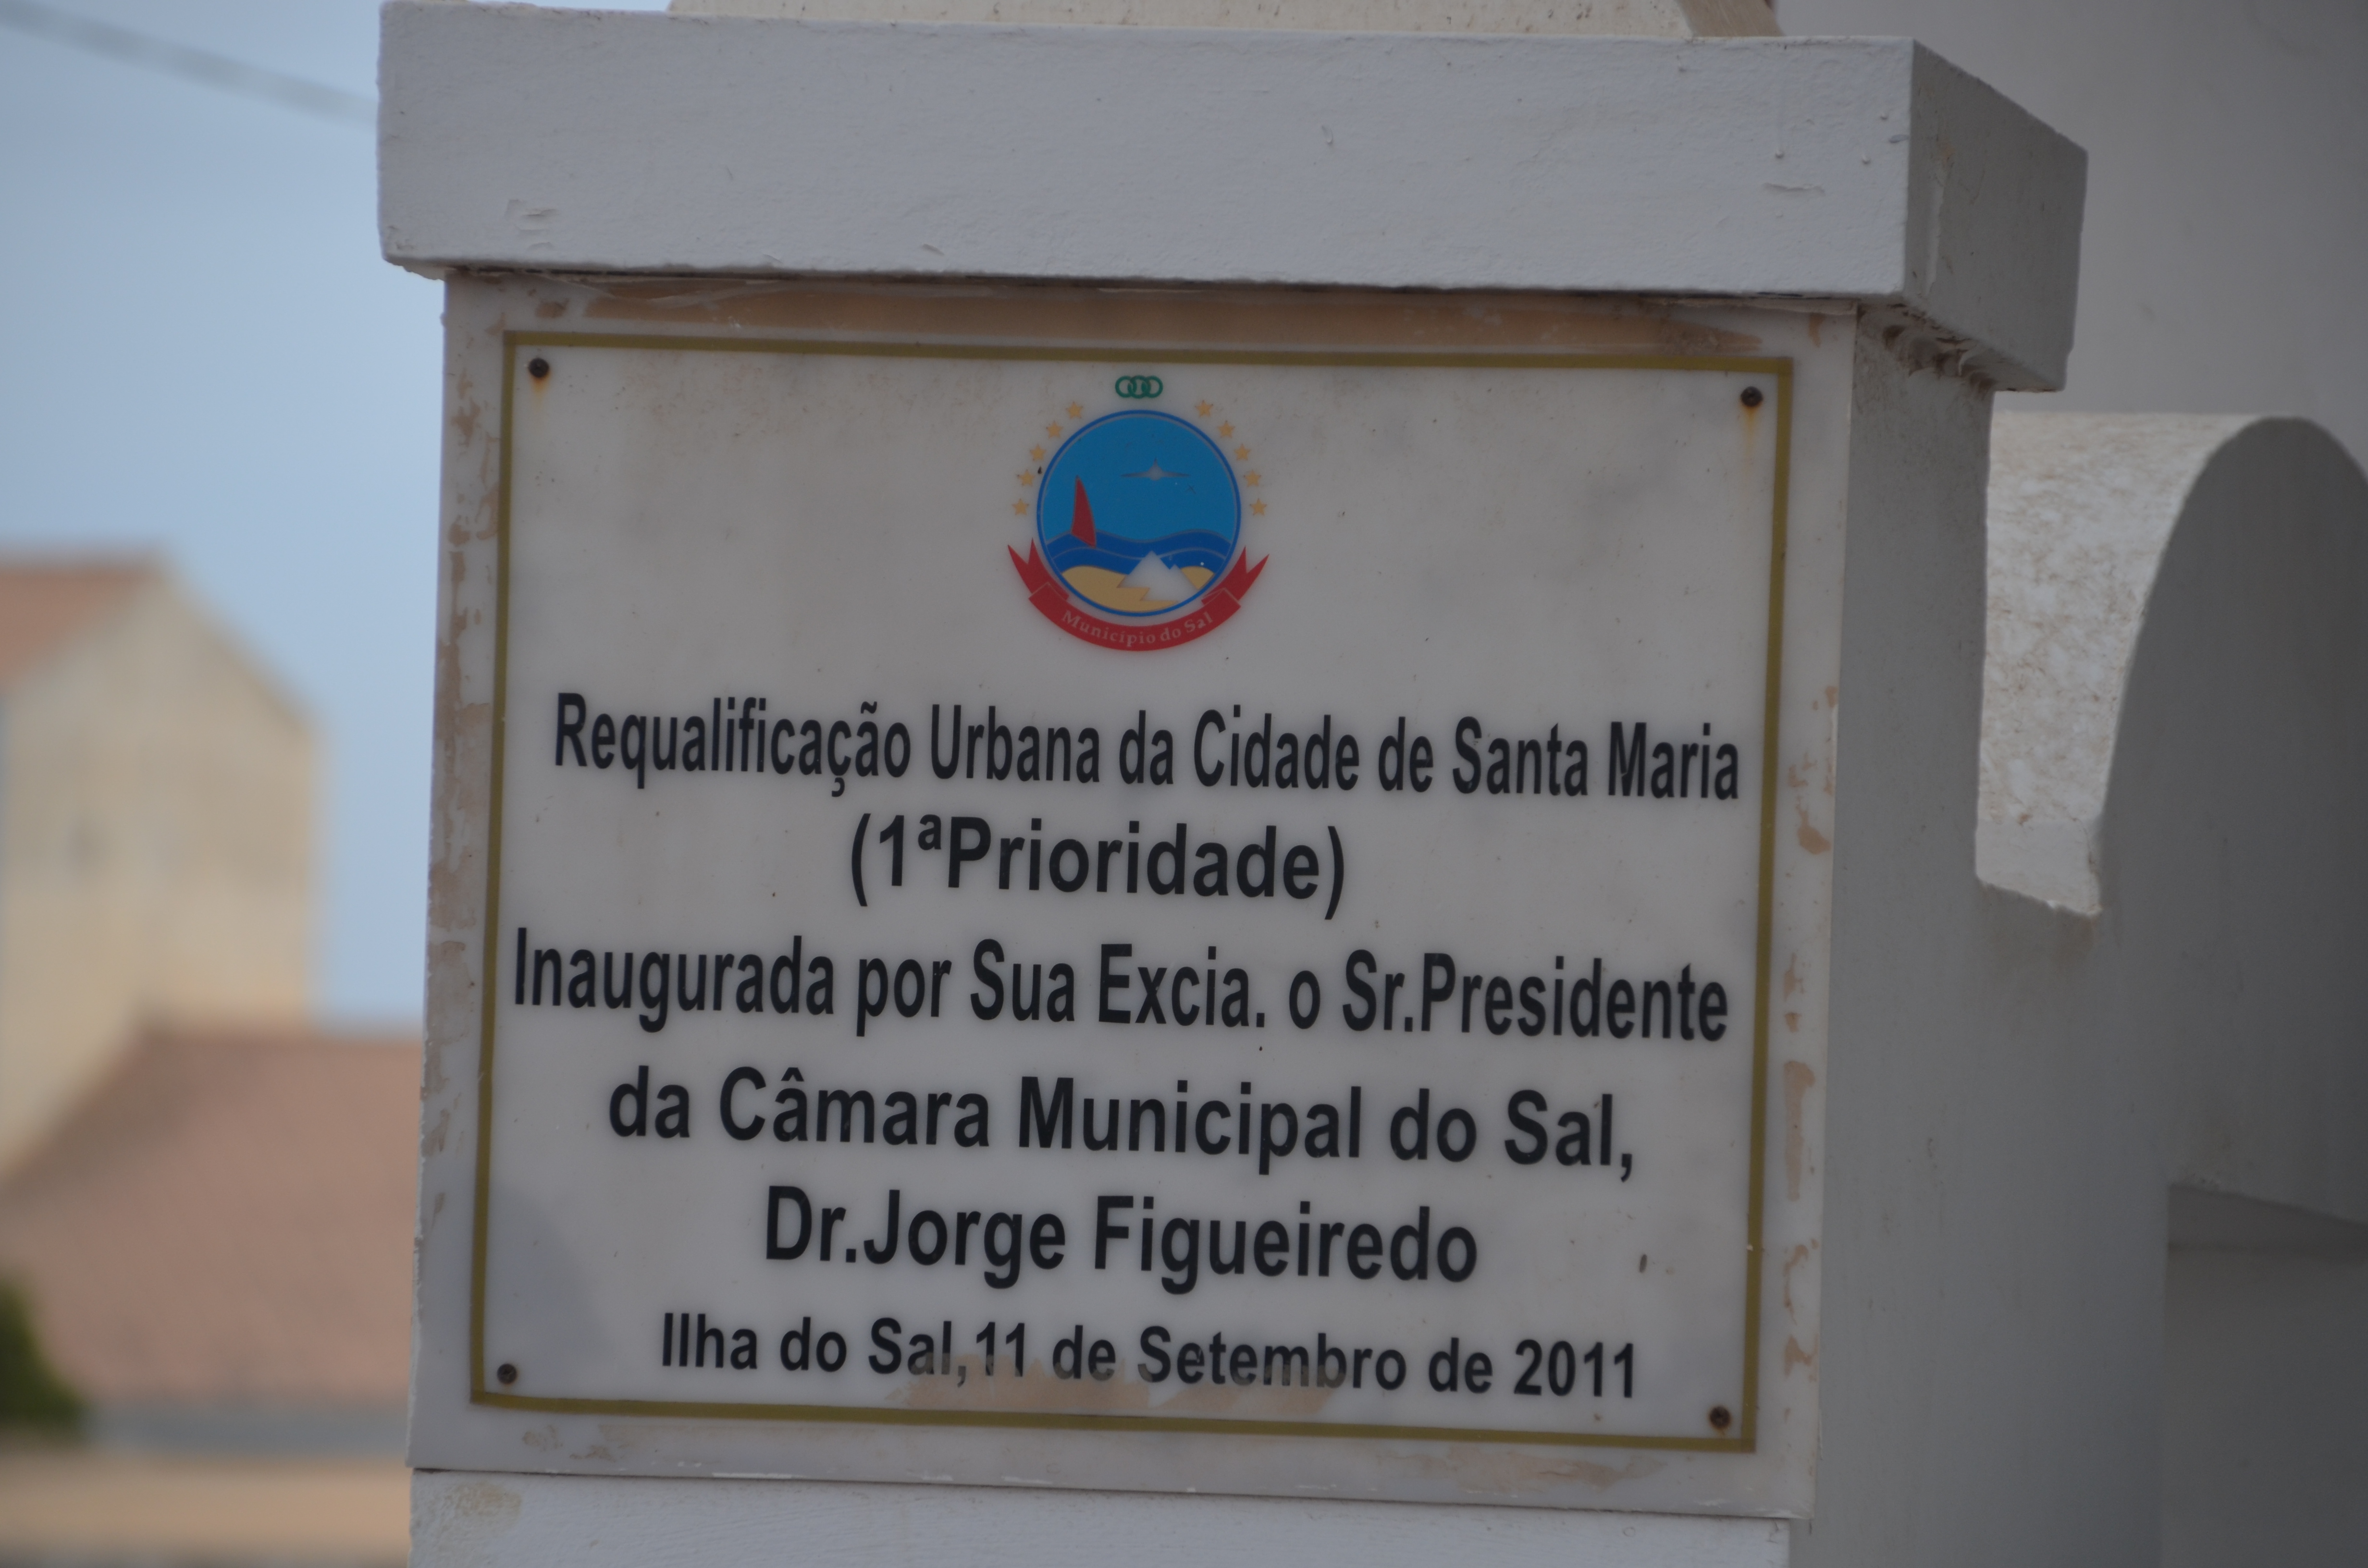 Município do Sal
Requalificação Urbana da Cidade de Santa Maria
(1ªPrioridade)
Inaugurada por Sua Excia. o Sr.Presidente
da Câmara Municipal do Sal,
Dr.Jorge Figueiredo
Ilha do Sal,11 de Setembro de 2011